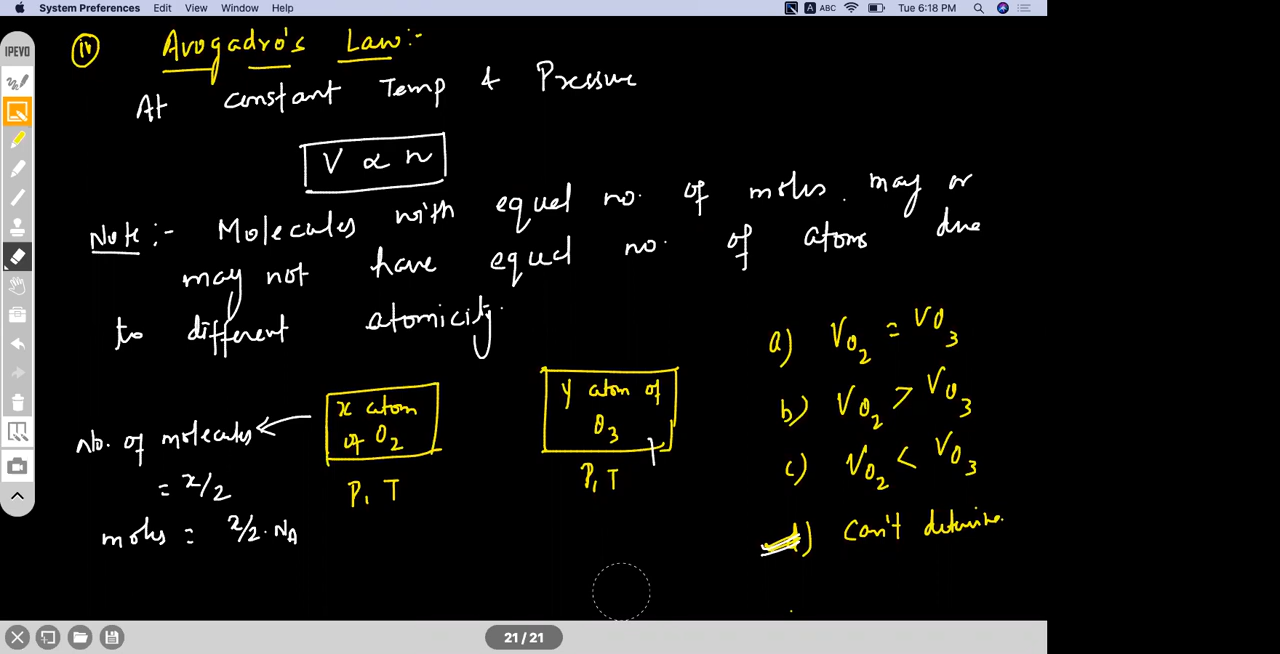 System Preferences Edit View Window Help
A ABC Tue 6:18 PM
IPEVO
(iv) Avogadro's Law:-
At constant Temp & Pressure
V ∝ n
Note:- Molecules with equal no. of moles may or
may not have equal no. of atoms due
to different atomicity.
x atom
of O2
P, T
y atom of
O3
P, T
No. of molecules
= x/2
moles = x/2·NA
a) VO2 = VO3
b) VO2 > VO3
c) VO2 < VO3
d) Can't determine
21 / 21